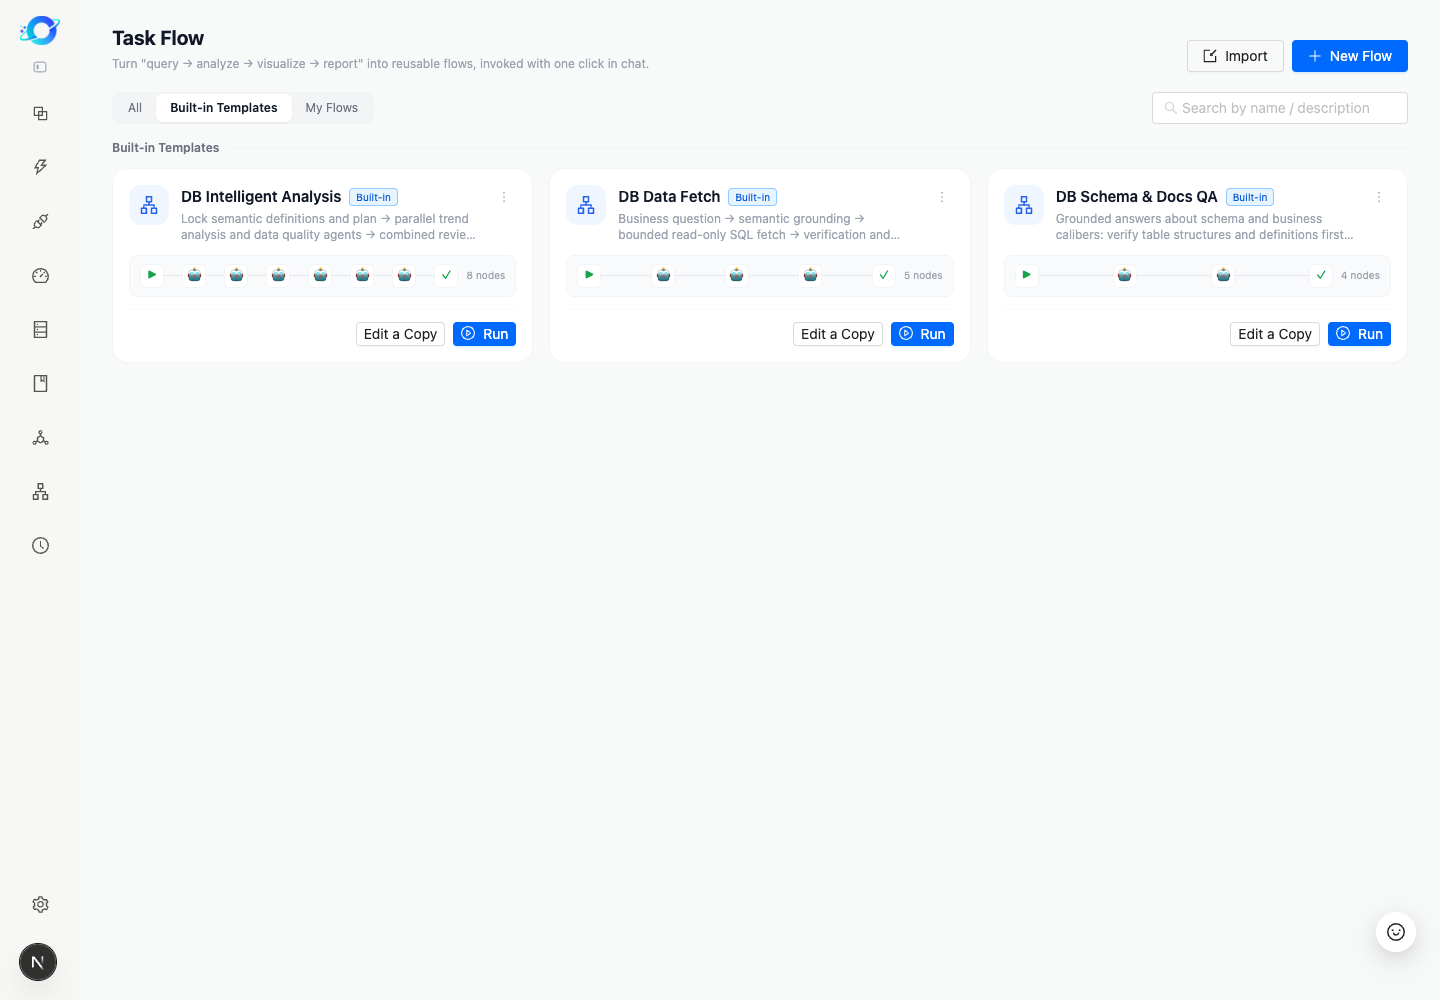 Task Flow
Turn "query → analyze → visualize → report" into reusable flows, invoked with one click in chat.
Import
New Flow
All
Built-in Templates
My Flows
Search by name / description
Built-in Templates
DB Intelligent Analysis
Built-in
Lock semantic definitions and plan → parallel trend
analysis and data quality agents → combined revie...
8 nodes
Edit a Copy
Run
DB Data Fetch
Built-in
Business question → semantic grounding →
bounded read-only SQL fetch → verification and...
5 nodes
Edit a Copy
Run
DB Schema & Docs QA
Built-in
Grounded answers about schema and business
calibers: verify table structures and definitions first...
4 nodes
Edit a Copy
Run
N